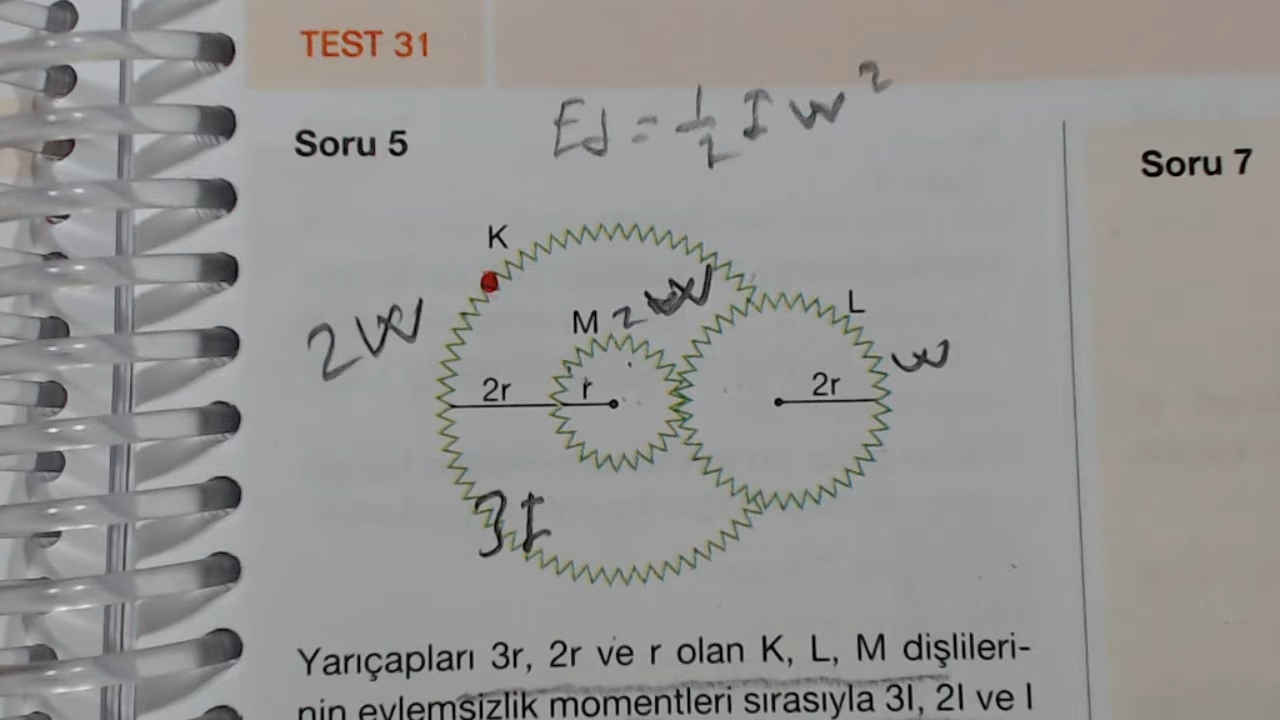 TEST 31
Soru 5
Ed = 1/2 I w²
Soru 7
K
2w
M 2w
L
w
2r
r
2r
3I
Yarıçapları 3r, 2r ve r olan K, L, M dişlileri-
nin eylemsizlik momentleri sırasıyla 3I, 2I ve I